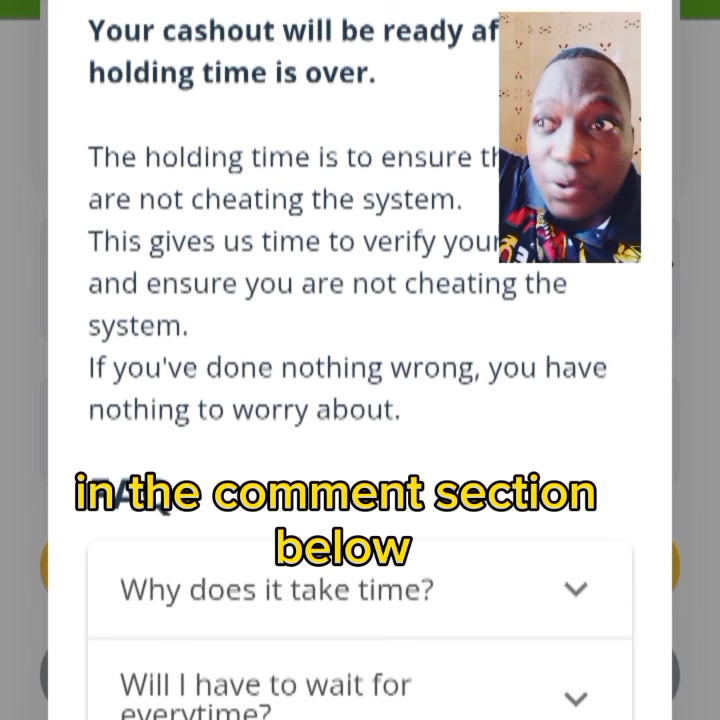 Your cashout will be ready af
holding time is over.
The holding time is to ensure th
are not cheating the system.
This gives us time to verify your
and ensure you are not cheating the
system.
If you've done nothing wrong, you have
nothing to worry about.
FAQ
in the comment section
below
Why does it take time?
Will I have to wait for
everytime?